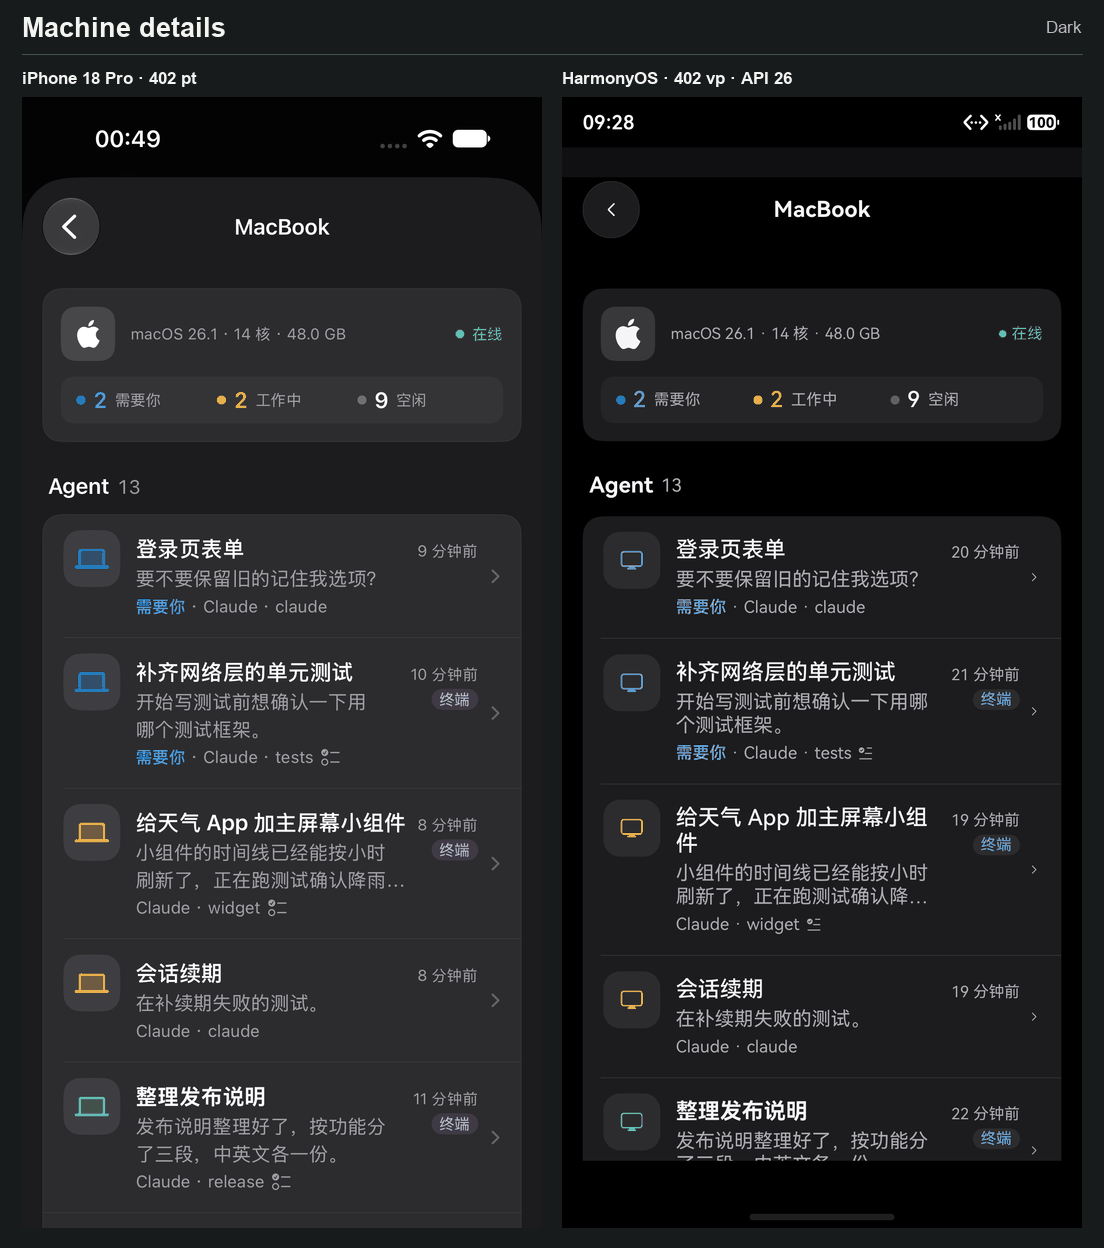 Machine details
Dark
iPhone 18 Pro · 402 pt
00:49
MacBook
macOS 26.1 · 14 核 · 48.0 GB
在线
2 需要你
2 工作中
9 空闲
Agent 13
登录页表单
9 分钟前
要不要保留旧的记住我选项?
需要你 · Claude · claude
补齐网络层的单元测试
10 分钟前
开始写测试前想确认一下用
终端
哪个测试框架。
需要你 · Claude · tests
给天气 App 加主屏幕小组件
8 分钟前
小组件的时间线已经能按小时
终端
刷新了，正在跑测试确认降雨…
Claude · widget
会话续期
8 分钟前
在补续期失败的测试。
Claude · claude
整理发布说明
11 分钟前
发布说明整理好了，按功能分
终端
了三段，中英文各一份。
Claude · release
HarmonyOS · 402 vp · API 26
09:28
100
MacBook
macOS 26.1 · 14 核 · 48.0 GB
在线
2 需要你
2 工作中
9 空闲
Agent 13
登录页表单
20 分钟前
要不要保留旧的记住我选项?
需要你 · Claude · claude
补齐网络层的单元测试
21 分钟前
开始写测试前想确认一下用哪
终端
个测试框架。
需要你 · Claude · tests
给天气 App 加主屏幕小组
19 分钟前
件
终端
小组件的时间线已经能按小时
刷新了，正在跑测试确认降…
Claude · widget
会话续期
19 分钟前
在补续期失败的测试。
Claude · claude
整理发布说明
22 分钟前
发布说明整理好了，按功能分
终端